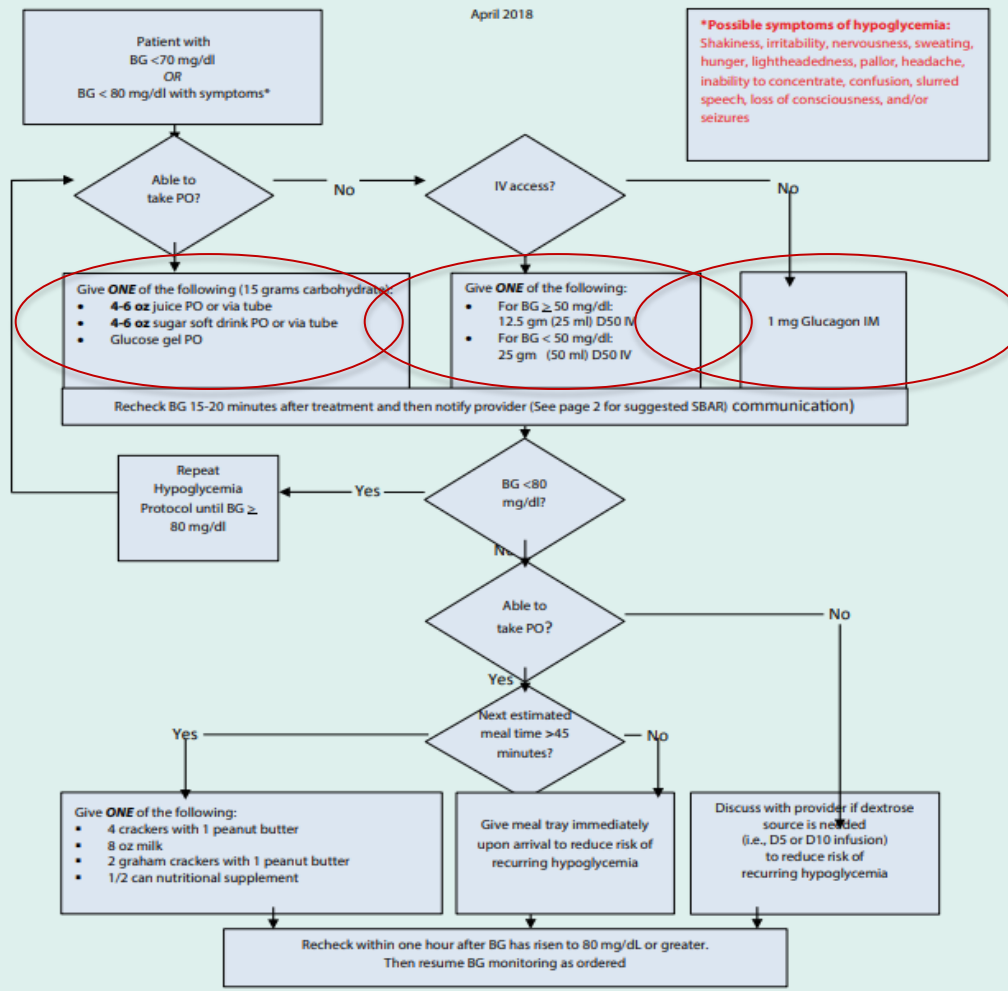 April 2018
Patient with
BG <70 mg/dl
OR
BG < 80 mg/dl with symptoms*
*Possible symptoms of hypoglycemia:
Shakiness, irritability, nervousness, sweating,
hunger, lightheadedness, pallor, headache,
inability to concentrate, confusion, slurred
speech, loss of consciousness, and/or
seizures
Able to
take PO?
No
IV access?
No
Give ONE of the following (15 grams carbohydrate):
• 4-6 oz juice PO or via tube
• 4-6 oz sugar soft drink PO or via tube
• Glucose gel PO
Give ONE of the following:
• For BG ≥ 50 mg/dl:
12.5 gm (25 ml) D50 IV
• For BG < 50 mg/dl:
25 gm (50 ml) D50 IV
1 mg Glucagon IM
Recheck BG 15-20 minutes after treatment and then notify provider (See page 2 for suggested SBAR) communication)
Repeat
Hypoglycemia
Protocol until BG ≥
80 mg/dl
Yes
BG <80
mg/dl?
No
Able to
take PO?
No
Yes
Next estimated
meal time >45
minutes?
Yes
No
Give ONE of the following:
▪ 4 crackers with 1 peanut butter
▪ 8 oz milk
▪ 2 graham crackers with 1 peanut butter
▪ 1/2 can nutritional supplement
Give meal tray immediately
upon arrival to reduce risk of
recurring hypoglycemia
Discuss with provider if dextrose
source is needed
(i.e., D5 or D10 infusion)
to reduce risk of
recurring hypoglycemia
Recheck within one hour after BG has risen to 80 mg/dL or greater.
Then resume BG monitoring as ordered